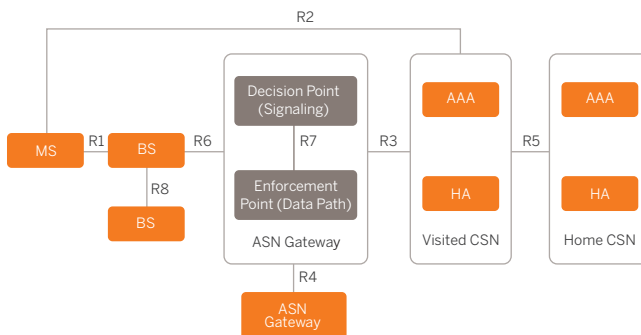 R2
Decision Point
(Signaling)
AAA
AAA
R1
R6
R7
R3
R5
MS
BS
R8
Enforcement
Point (Data Path)
HA
HA
BS
ASN Gateway
Visited CSN
Home CSN
R4
ASN
Gateway